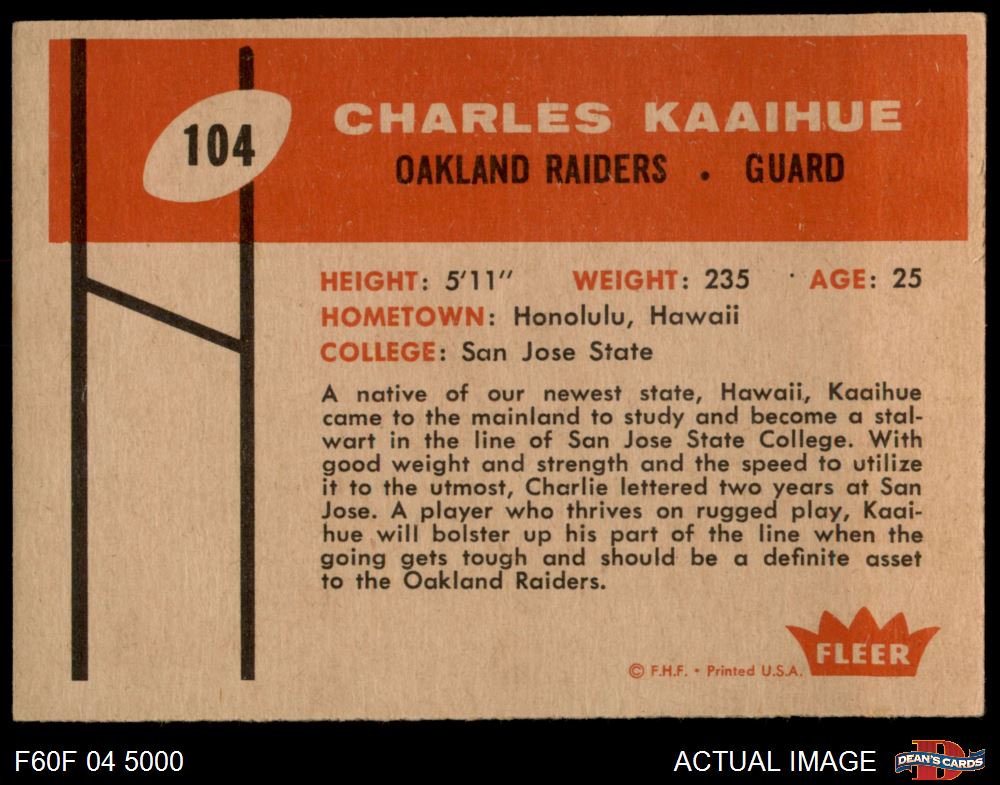 104
CHARLES KAAIHUE
OAKLAND RAIDERS . GUARD
HEIGHT: 5'11" WEIGHT: 235 AGE: 25
HOMETOWN: Honolulu, Hawaii
COLLEGE: San Jose State
A native of our newest state, Hawaii, Kaaihue
came to the mainland to study and become a stal-
wart in the line of San Jose State College. With
good weight and strength and the speed to utilize
it to the utmost, Charlie lettered two years at San
Jose. A player who thrives on rugged play, Kaai-
hue will bolster up his part of the line when the
going gets tough and should be a definite asset
to the Oakland Raiders.
FLEER
© F.H.F. • Printed U.S.A.
F60F 04 5000
ACTUAL IMAGE
D
DEAN'S CARDS